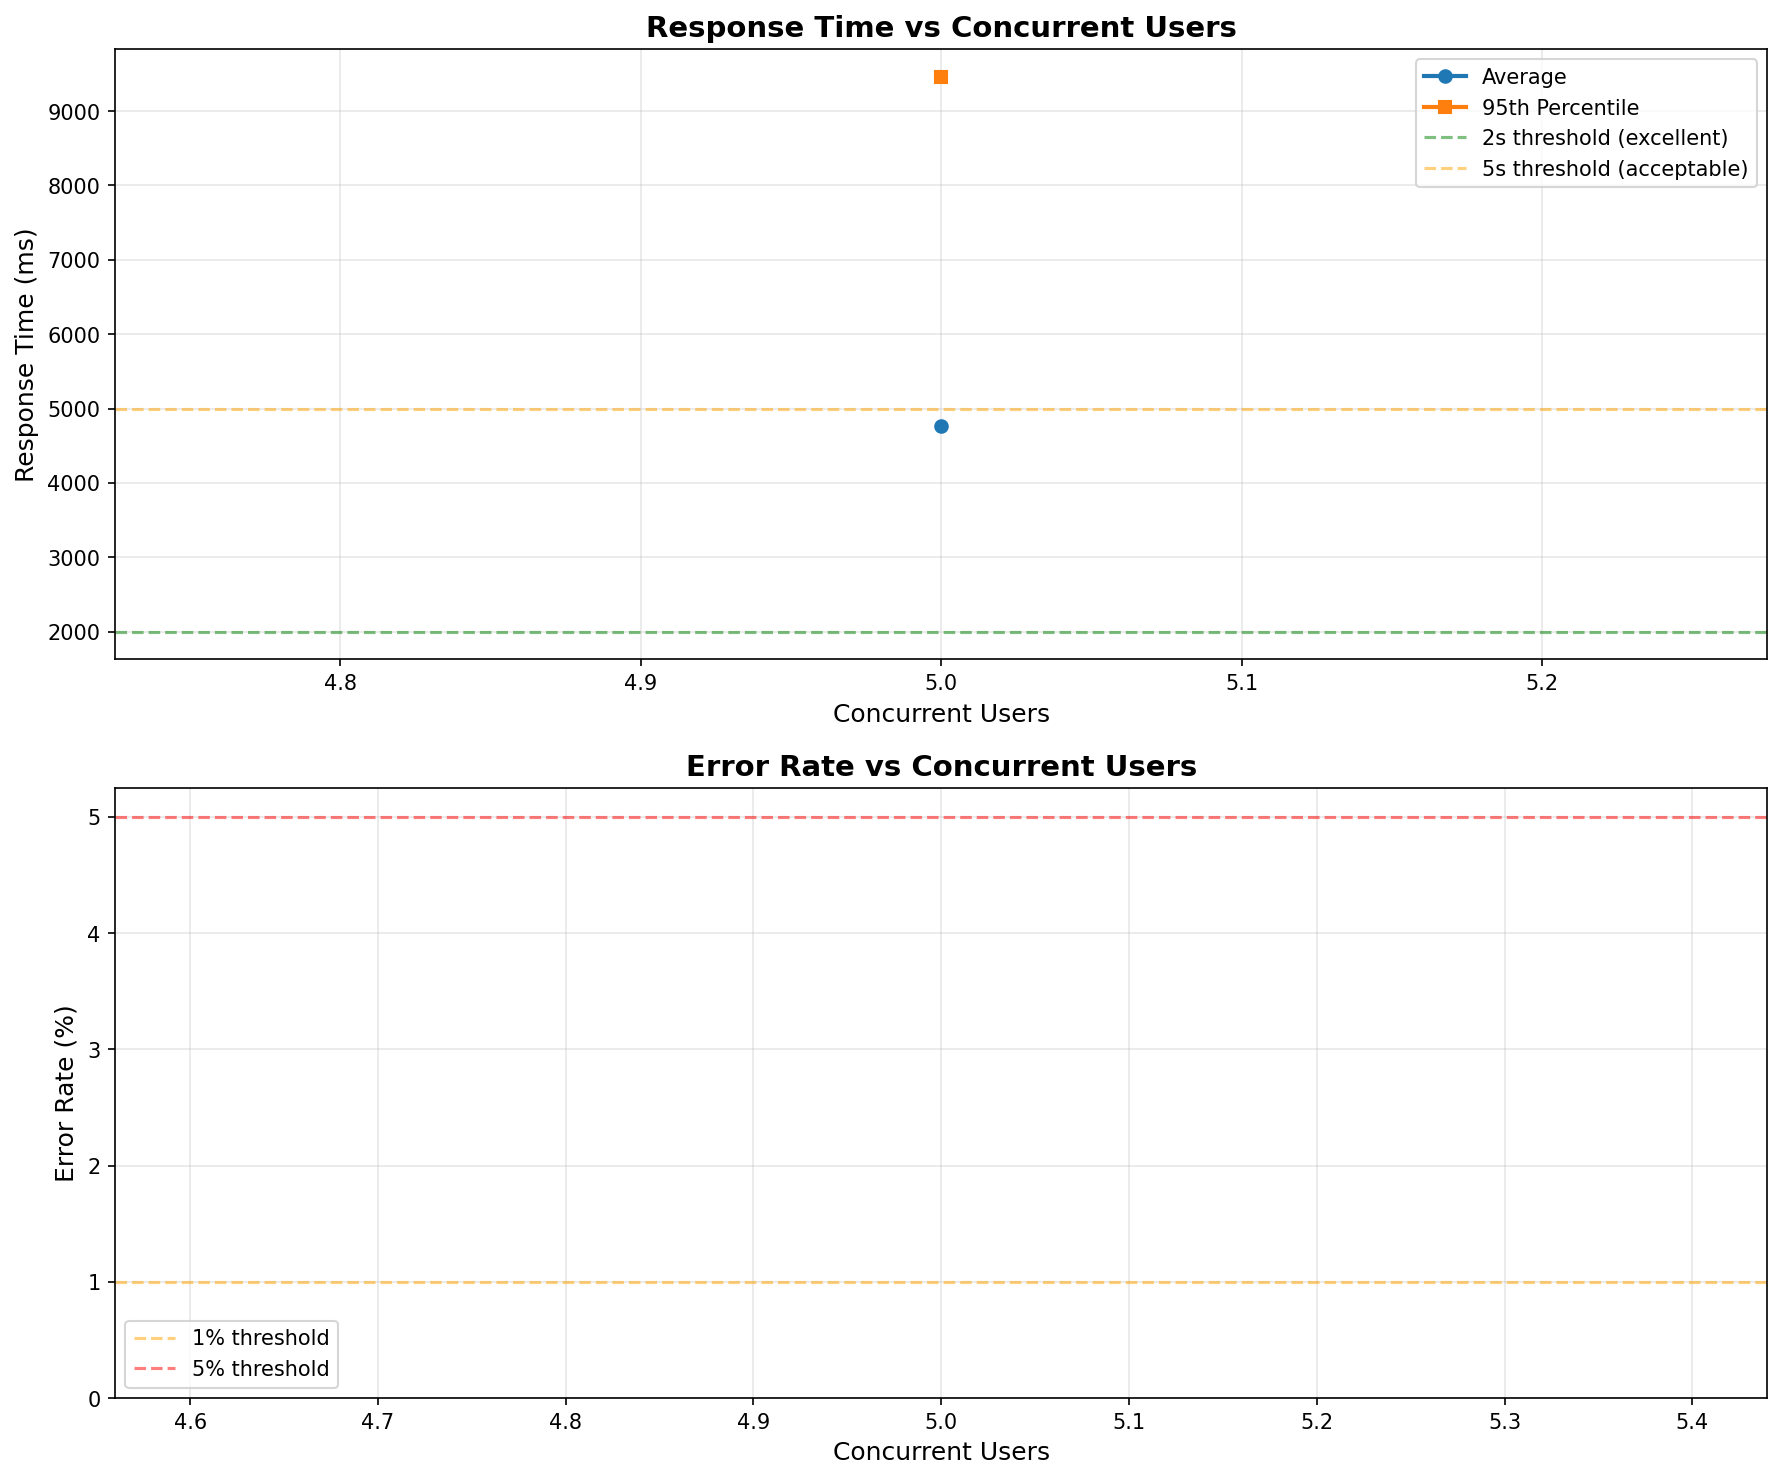 Response Time vs Concurrent Users
Average
95th Percentile
2s threshold (excellent)
5s threshold (acceptable)
Response Time (ms)
9000
8000
7000
6000
5000
4000
3000
2000
4.8 4.9 5.0 5.1 5.2
Concurrent Users
Error Rate vs Concurrent Users
Error Rate (%)
5
4
3
2
1
0
1% threshold
5% threshold
4.6 4.7 4.8 4.9 5.0 5.1 5.2 5.3 5.4
Concurrent Users